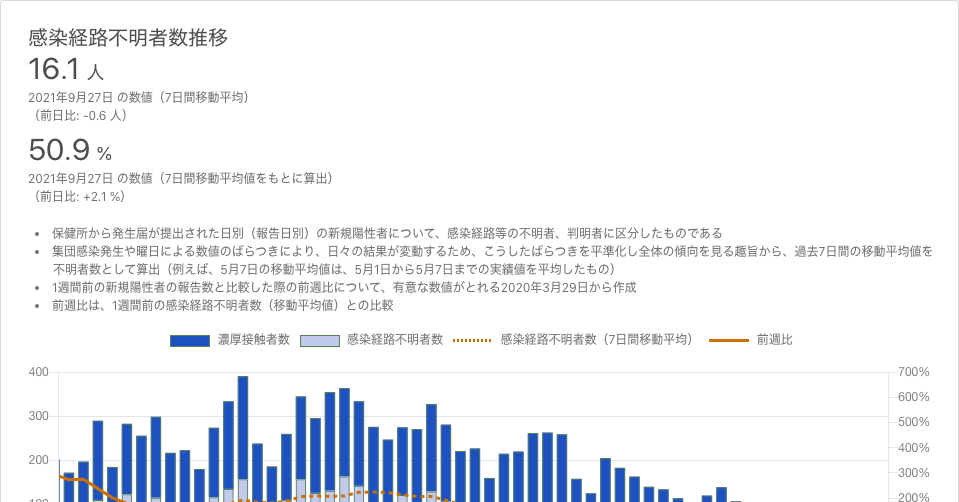 感染経路不明者数推移
16.1 人
2021年9月27日 の数値（7日間移動平均）
（前日比: -0.6 人）
50.9 %
2021年9月27日 の数値（7日間移動平均値をもとに算出）
（前日比: +2.1 %）
• 保健所から発生届が提出された日別（報告日別）の新規陽性者について、感染経路等の不明者、判明者に区分したものである
• 集団感染発生や曜日による数値のばらつきにより、日々の結果が変動するため、こうしたばらつきを平準化し全体の傾向を見る趣旨から、過去7日間の移動平均値を
不明者数として算出（例えば、5月7日の移動平均値は、5月1日から5月7日までの実績値を平均したもの）
• 1週間前の新規陽性者の報告数と比較した際の前週比について、有意な数値がとれる2020年3月29日から作成
• 前週比は、1週間前の感染経路不明者数（移動平均値）との比較
濃厚接触者数 感染経路不明者数 感染経路不明者数（7日間移動平均） 前週比
400 700%
600%
300 500%
400%
200 300%
100 200%